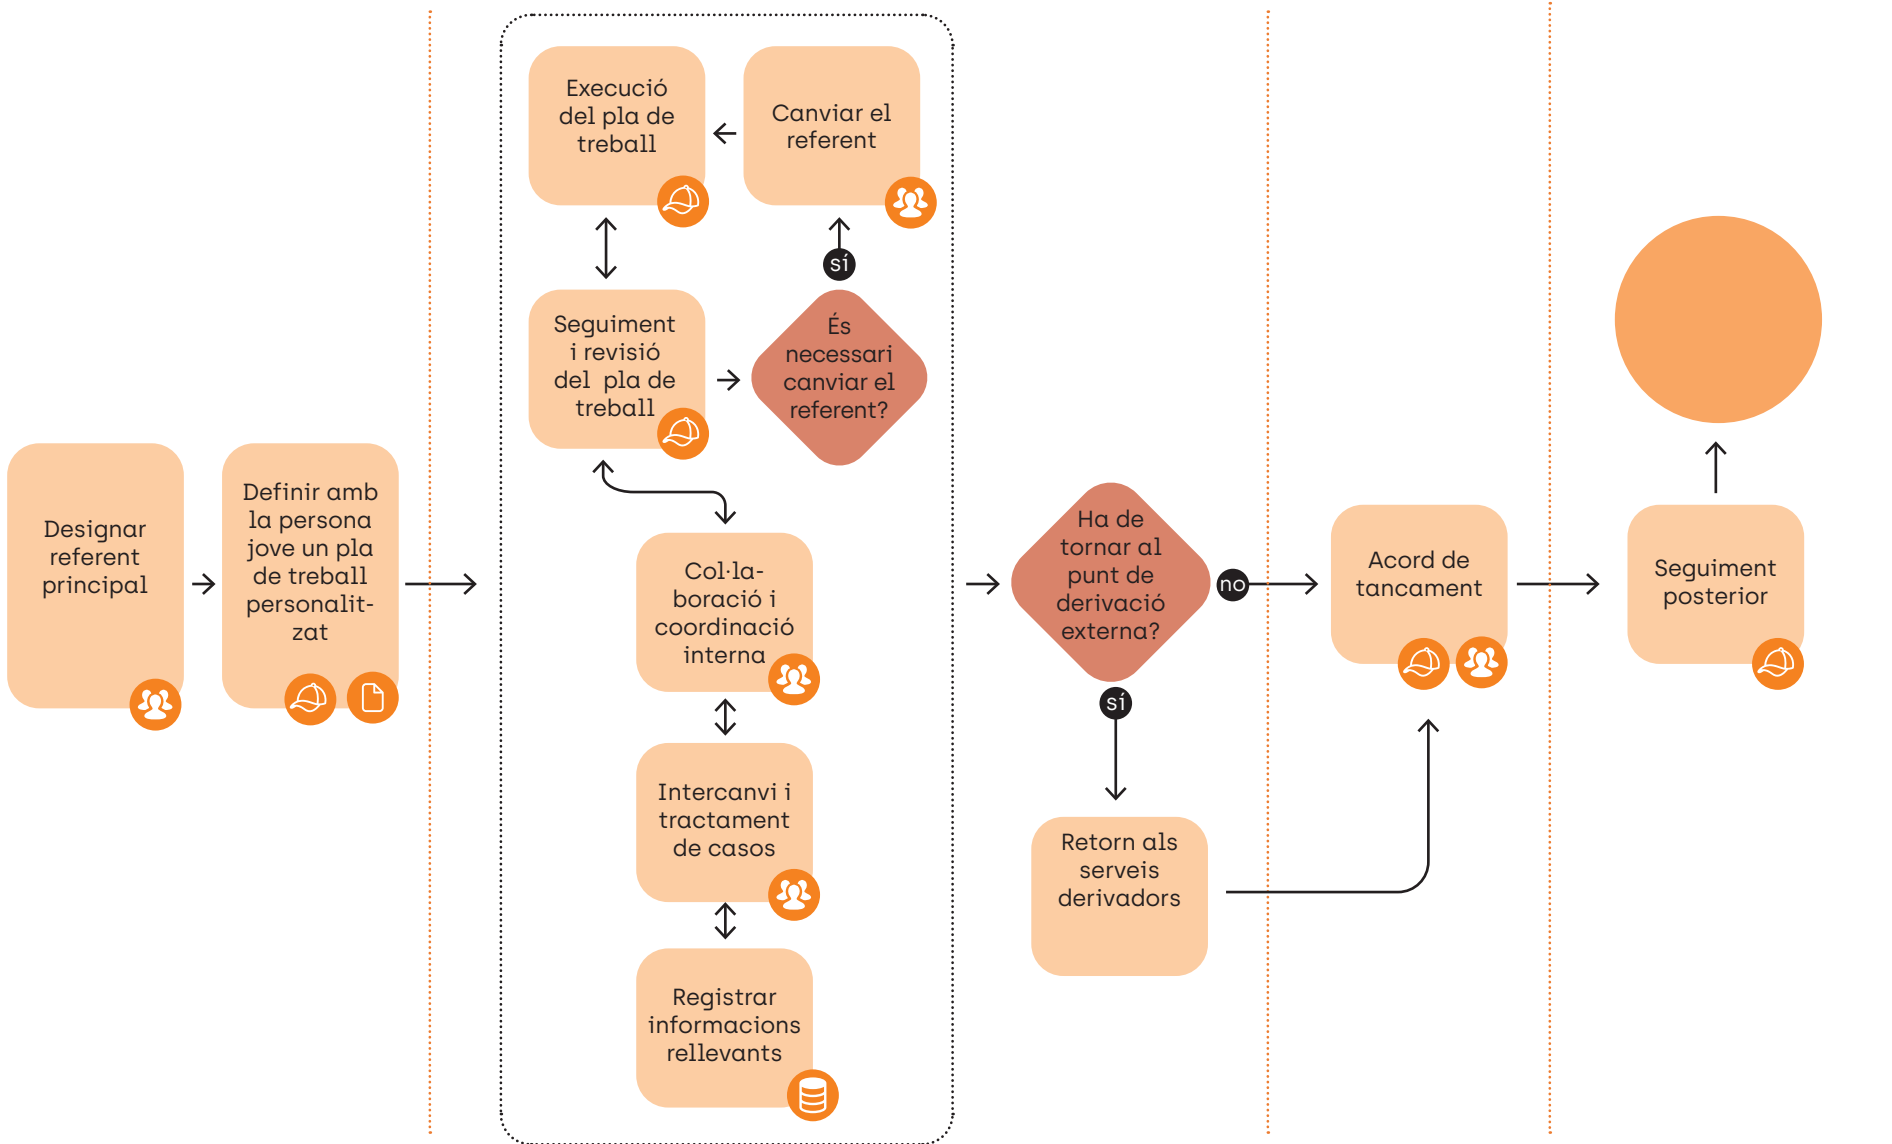 Designar
referent
principal
Definir amb
la persona
jove un pla
de treball
personalit-
zat
Execució
del pla de
treball
Canviar el
referent
sí
Seguiment
i revisió
del pla de
treball
És
necessari
canviar el
referent?
Col·la-
boració i
coordinació
interna
Intercanvi i
tractament
de casos
Registrar
informacions
rellevants
Ha de
tornar al
punt de
derivació
externa?
no
sí
Retorn als
serveis
derivadors
Acord de
tancament
Seguiment
posterior